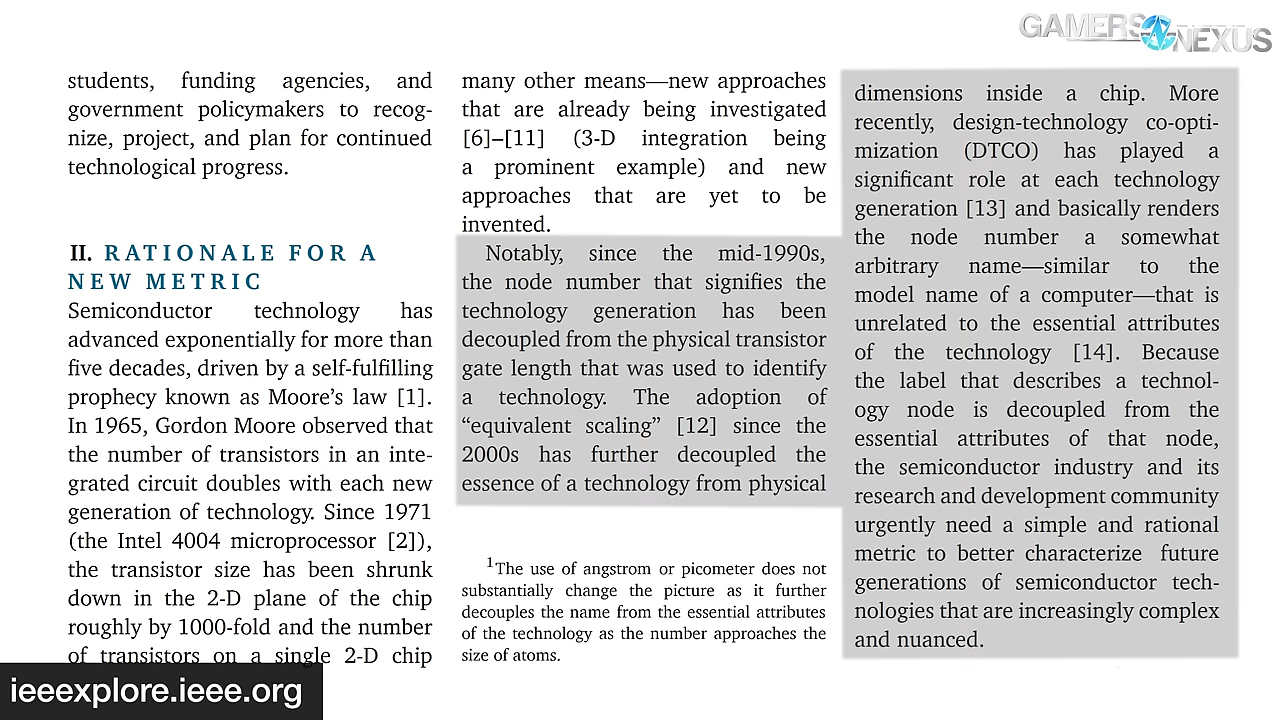 GAMERS NEXUS
students, funding agencies, and
government policymakers to recog-
nize, project, and plan for continued
technological progress.
II. RATIONALE FOR A
NEW METRIC
Semiconductor technology has
advanced exponentially for more than
five decades, driven by a self-fulfilling
prophecy known as Moore's law [1].
In 1965, Gordon Moore observed that
the number of transistors in an inte-
grated circuit doubles with each new
generation of technology. Since 1971
(the Intel 4004 microprocessor [2]),
the transistor size has been shrunk
down in the 2-D plane of the chip
roughly by 1000-fold and the number
of transistors on a single 2-D chip
many other means—new approaches
that are already being investigated
[6]–[11] (3-D integration being
a prominent example) and new
approaches that are yet to be
invented.
Notably, since the mid-1990s,
the node number that signifies the
technology generation has been
decoupled from the physical transistor
gate length that was used to identify
a technology. The adoption of
“equivalent scaling” [12] since the
2000s has further decoupled the
essence of a technology from physical
1The use of angstrom or picometer does not
substantially change the picture as it further
decouples the name from the essential attributes
of the technology as the number approaches the
size of atoms.
dimensions inside a chip. More
recently, design-technology co-opti-
mization (DTCO) has played a
significant role at each technology
generation [13] and basically renders
the node number a somewhat
arbitrary name—similar to the
model name of a computer—that is
unrelated to the essential attributes
of the technology [14]. Because
the label that describes a technol-
ogy node is decoupled from the
essential attributes of that node,
the semiconductor industry and its
research and development community
urgently need a simple and rational
metric to better characterize future
generations of semiconductor tech-
nologies that are increasingly complex
and nuanced.
ieeexplore.ieee.org